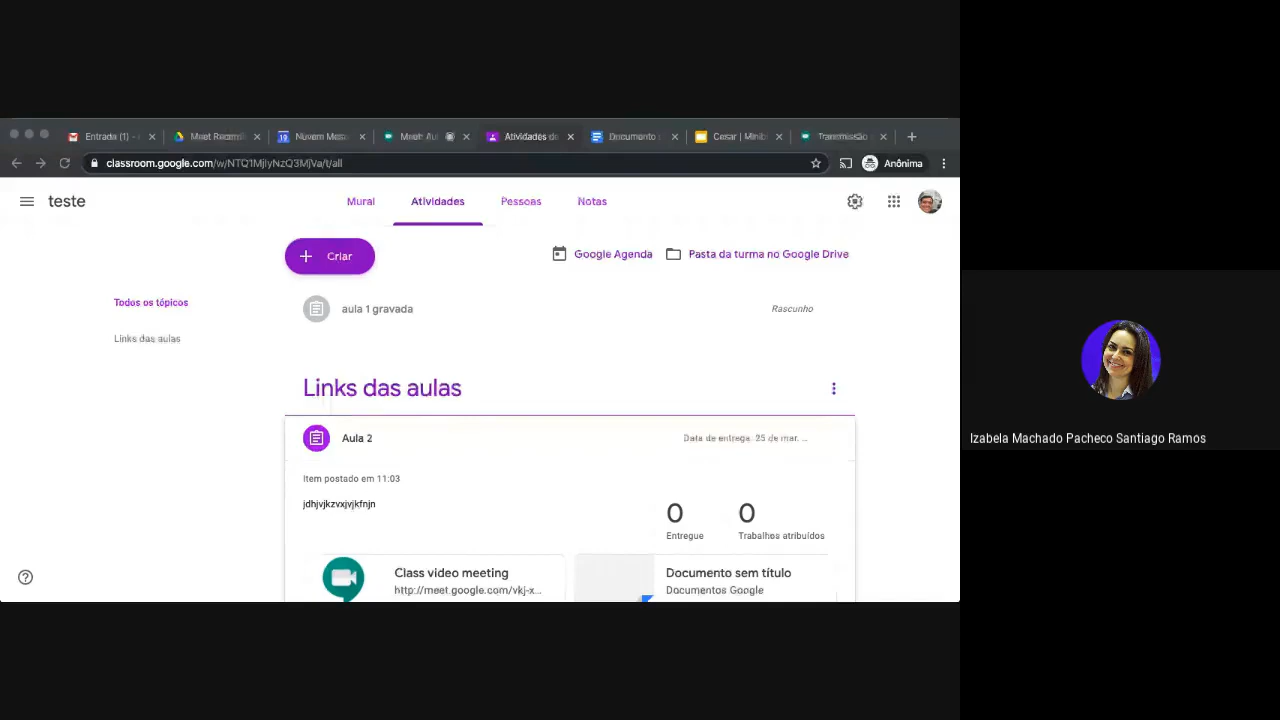 Entrada (1) -
Meet Record
Nuvem Mes
Meet Au
Atividades de
Documento
Cesar | Minib
Transmissão
classroom.google.com/w/NTQ1MjIyNzQ3MjVa/t/all
Anônima
teste
Mural
Atividades
Pessoas
Notas
Criar
Google Agenda
Pasta da turma no Google Drive
Todos os tópicos
Links das aulas
aula 1 gravada
Rascunho
Links das aulas
Aula 2
Data de entrega: 25 de mar. ...
Item postado em 11:03
jdhjvjkzvxjvjkfnjn
0
Entregue
0
Trabalhos atribuídos
Class video meeting
http://meet.google.com/vkj-x...
Documento sem título
Documentos Google
Izabela Machado Pacheco Santiago Ramos